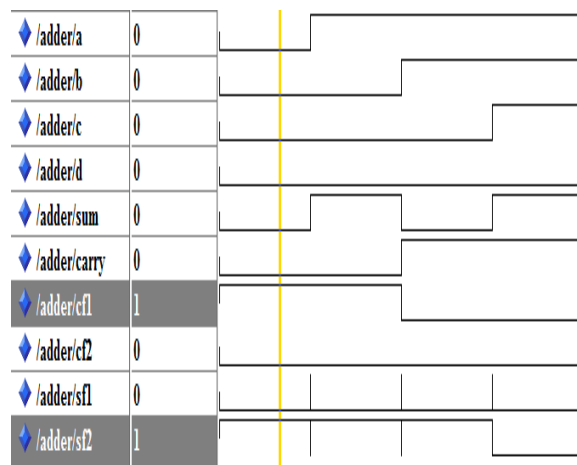 /adder/a 0
/adder/b 0
/adder/c 0
/adder/d 0
/adder/sum 0
/adder/carry 0
/adder/cf1 1
/adder/cf2 0
/adder/sf1 0
/adder/sf2 1